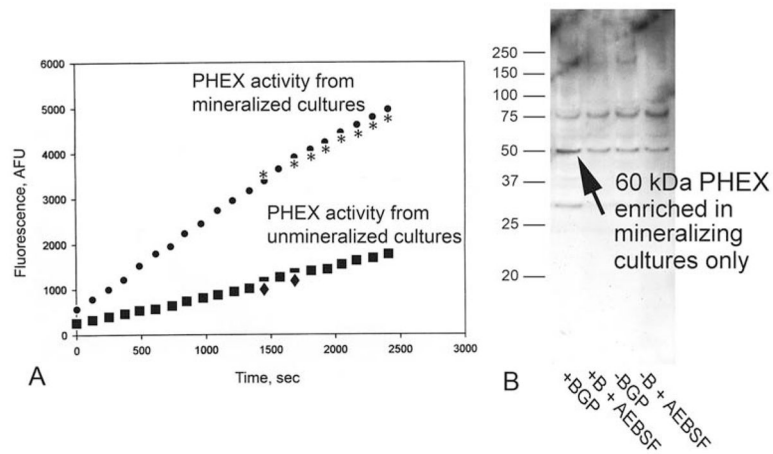 6000
5000
4000
3000
2000
1000
0
Fluorescence, AFU
PHEX activity from
mineralized cultures
PHEX activity from
unmineralized cultures
0 500 1000 1500 2000 2500 3000
Time, sec
A
B
250
150
100
75
50
37
25
20
60 kDa PHEX
enriched in
mineralizing
cultures only
+BGP
+B + AEBSF
-BGP
-B + AEBSF